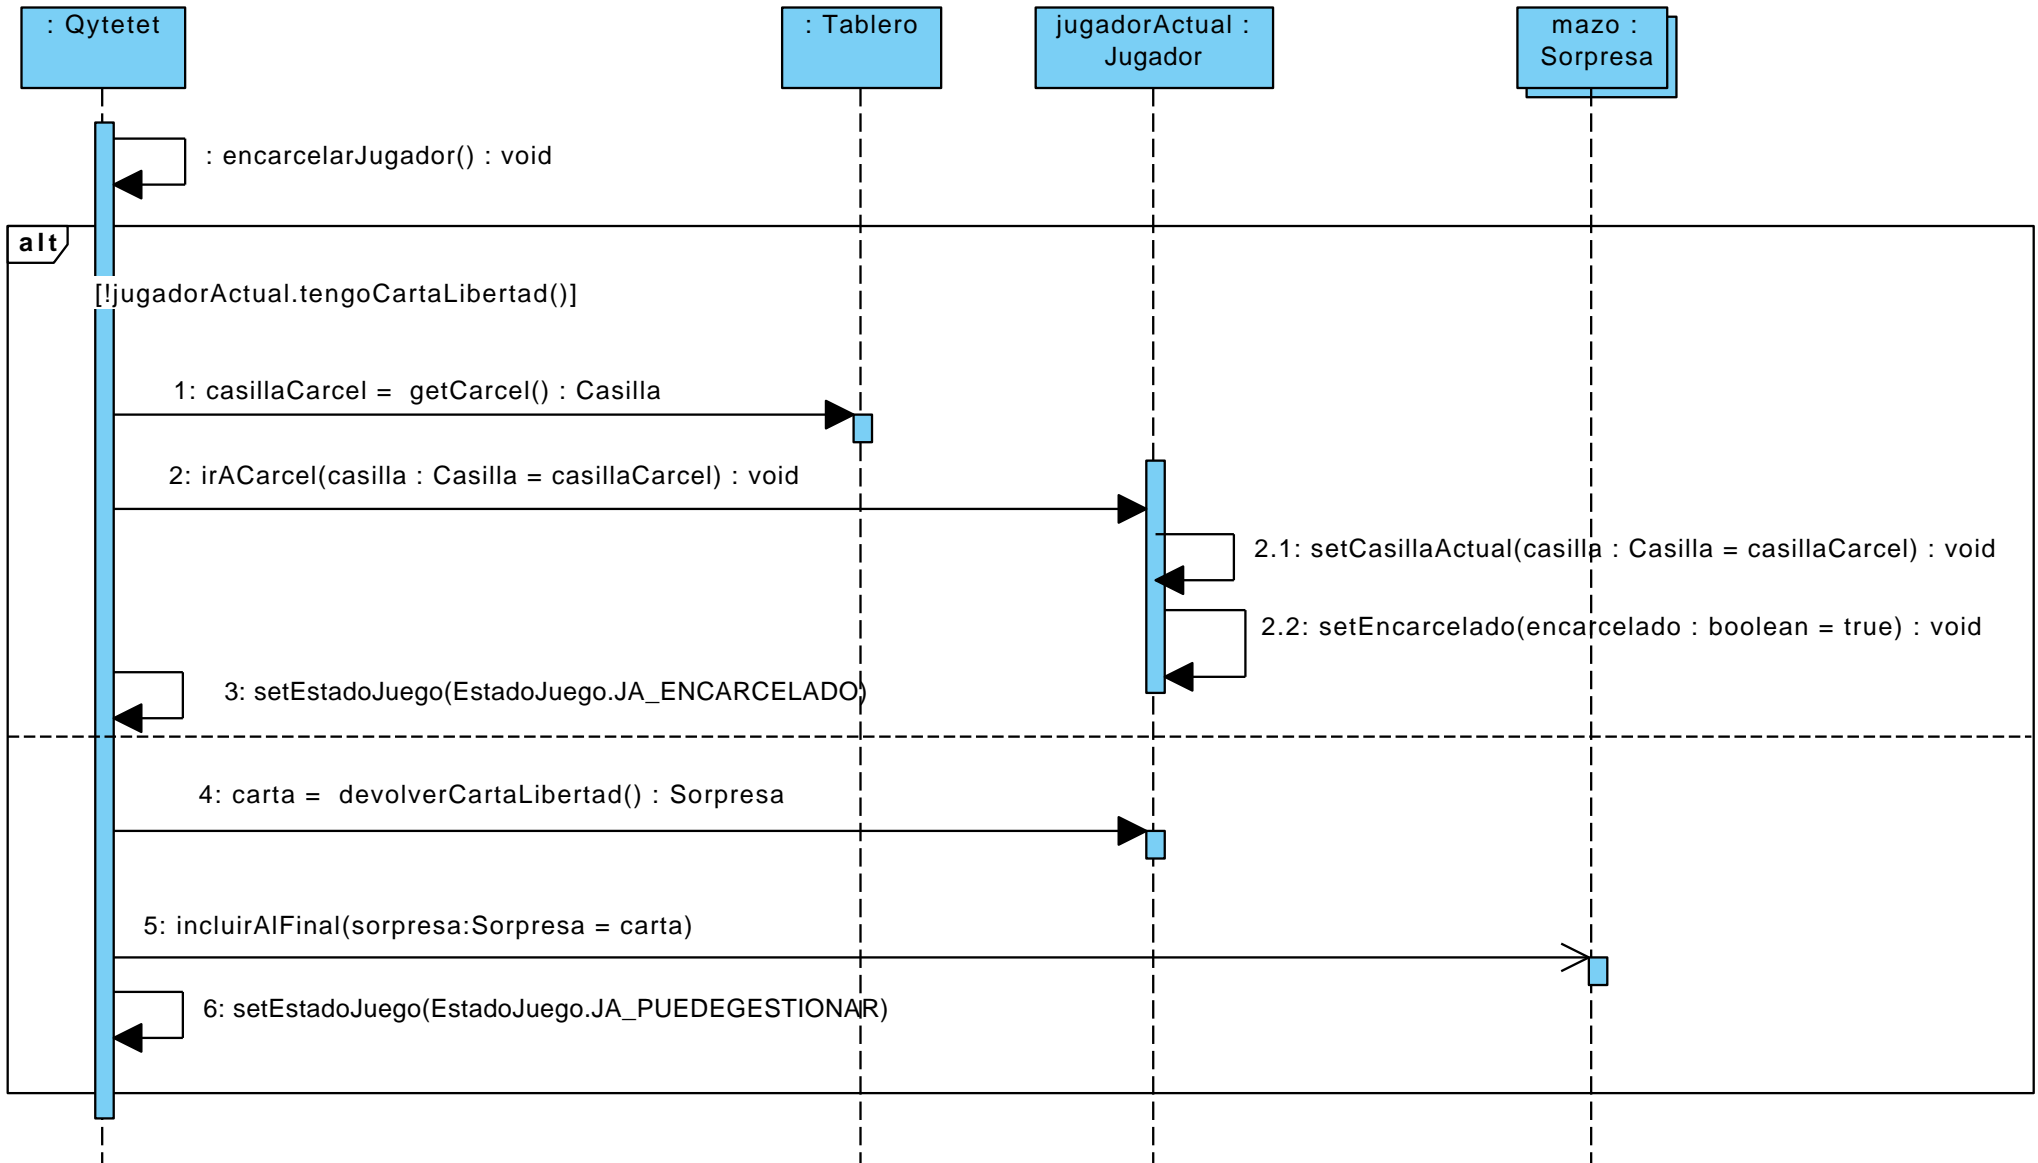 : Qytetet
: Tablero
jugadorActual :
Jugador
mazo :
Sorpresa
: encarcelarJugador() : void
alt
[!jugadorActual.tengoCartaLibertad()]
1: casillaCarcel =  getCarcel() : Casilla
2: irACarcel(casilla : Casilla = casillaCarcel) : void
2.1: setCasillaActual(casilla : Casilla = casillaCarcel) : void
2.2: setEncarcelado(encarcelado : boolean = true) : void
3: setEstadoJuego(EstadoJuego.JA_ENCARCELADO)
4: carta =  devolverCartaLibertad() : Sorpresa
5: incluirAlFinal(sorpresa:Sorpresa = carta)
6: setEstadoJuego(EstadoJuego.JA_PUEDEGESTIONAR)